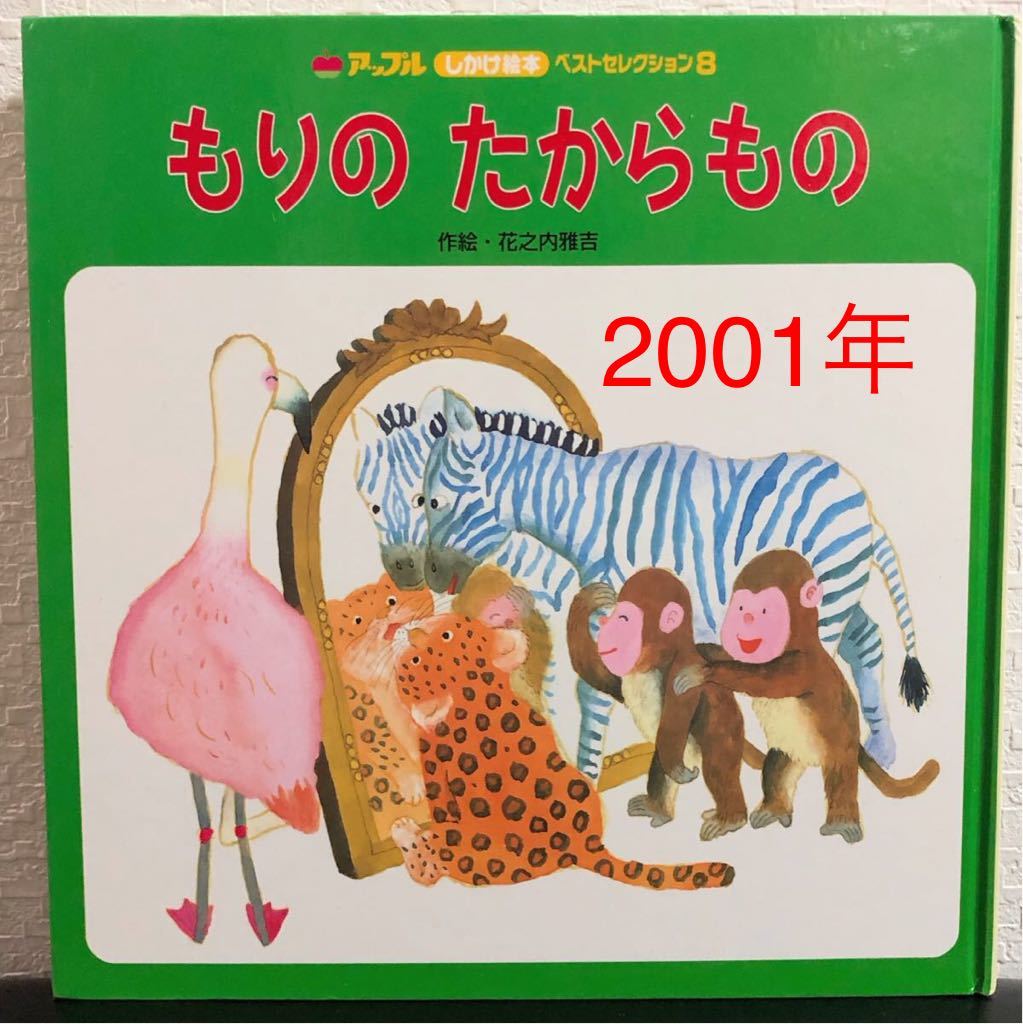 アップル しかけ絵本 ベストセレクション8
もりの たからもの
作絵・花之内雅吉
2001年